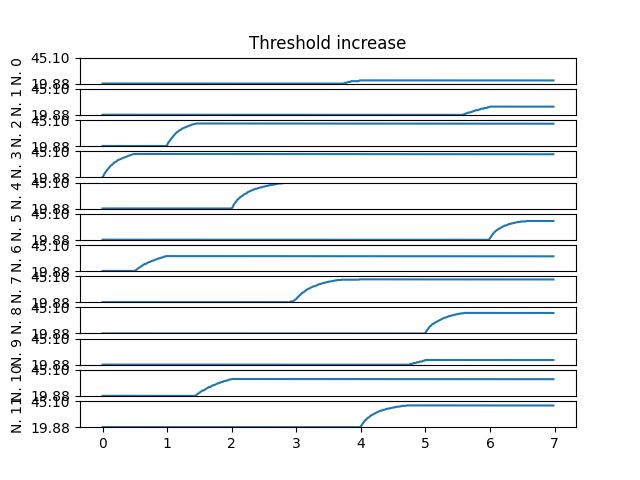 Threshold increase
N. 0
45.10
19.88
N. 1
45.10
19.88
N. 2
45.10
19.88
N. 3
45.10
19.88
N. 4
45.10
19.88
N. 5
45.10
19.88
N. 6
45.10
19.88
N. 7
45.10
19.88
N. 8
45.10
19.88
N. 9
45.10
19.88
N. 10
45.10
19.88
N. 11
45.10
19.88
0 1 2 3 4 5 6 7